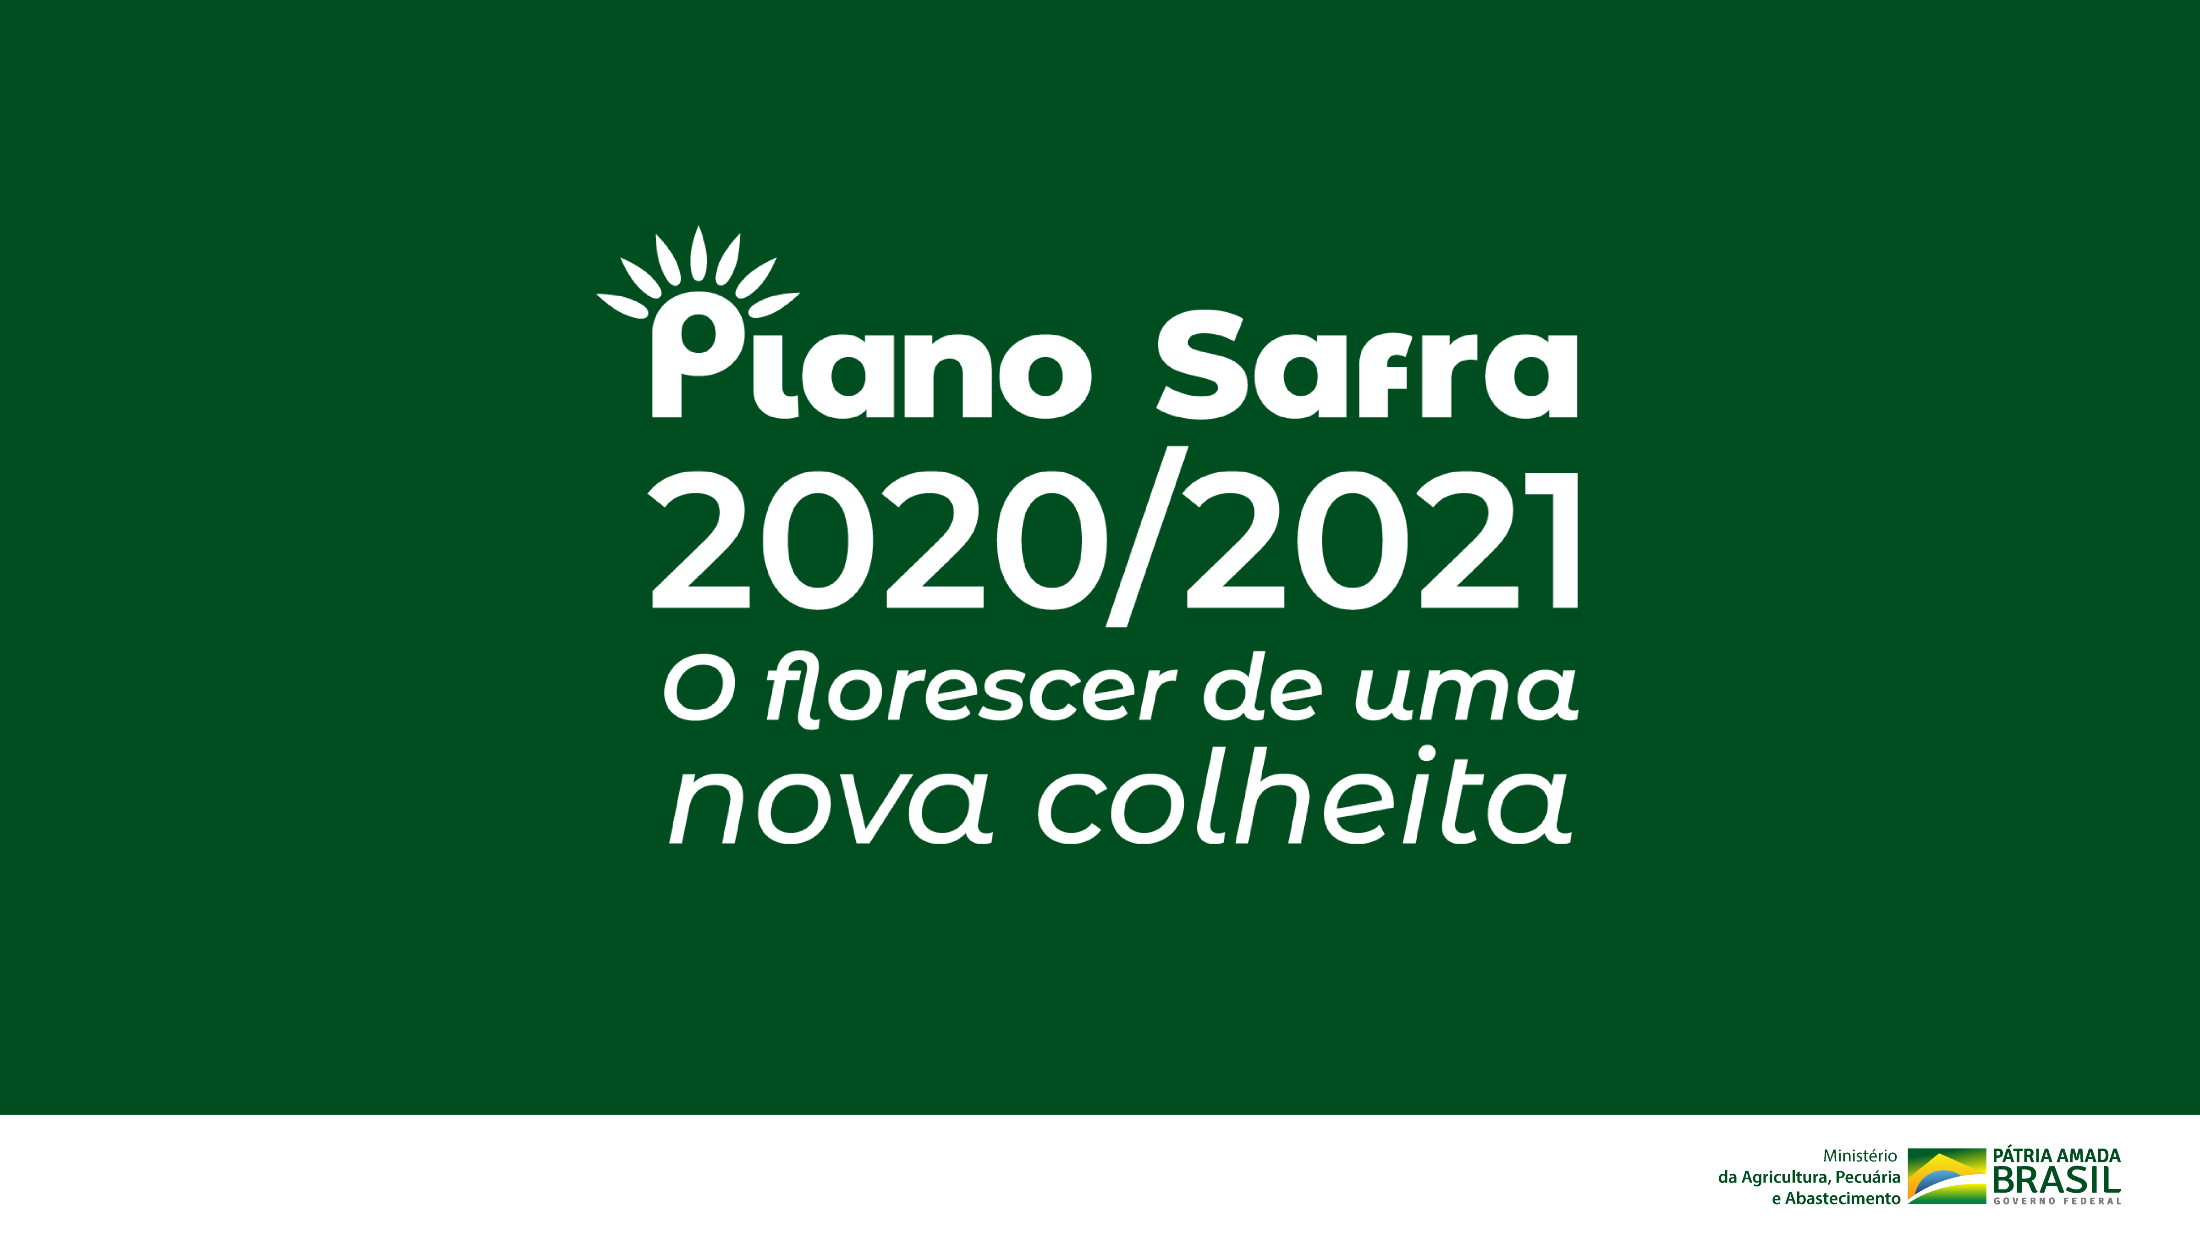 Plano Safra
2020/2021
O florescer de uma
nova colheita
Ministério
da Agricultura, Pecuária
e Abastecimento
PÁTRIA AMADA
BRASIL
GOVERNO FEDERAL